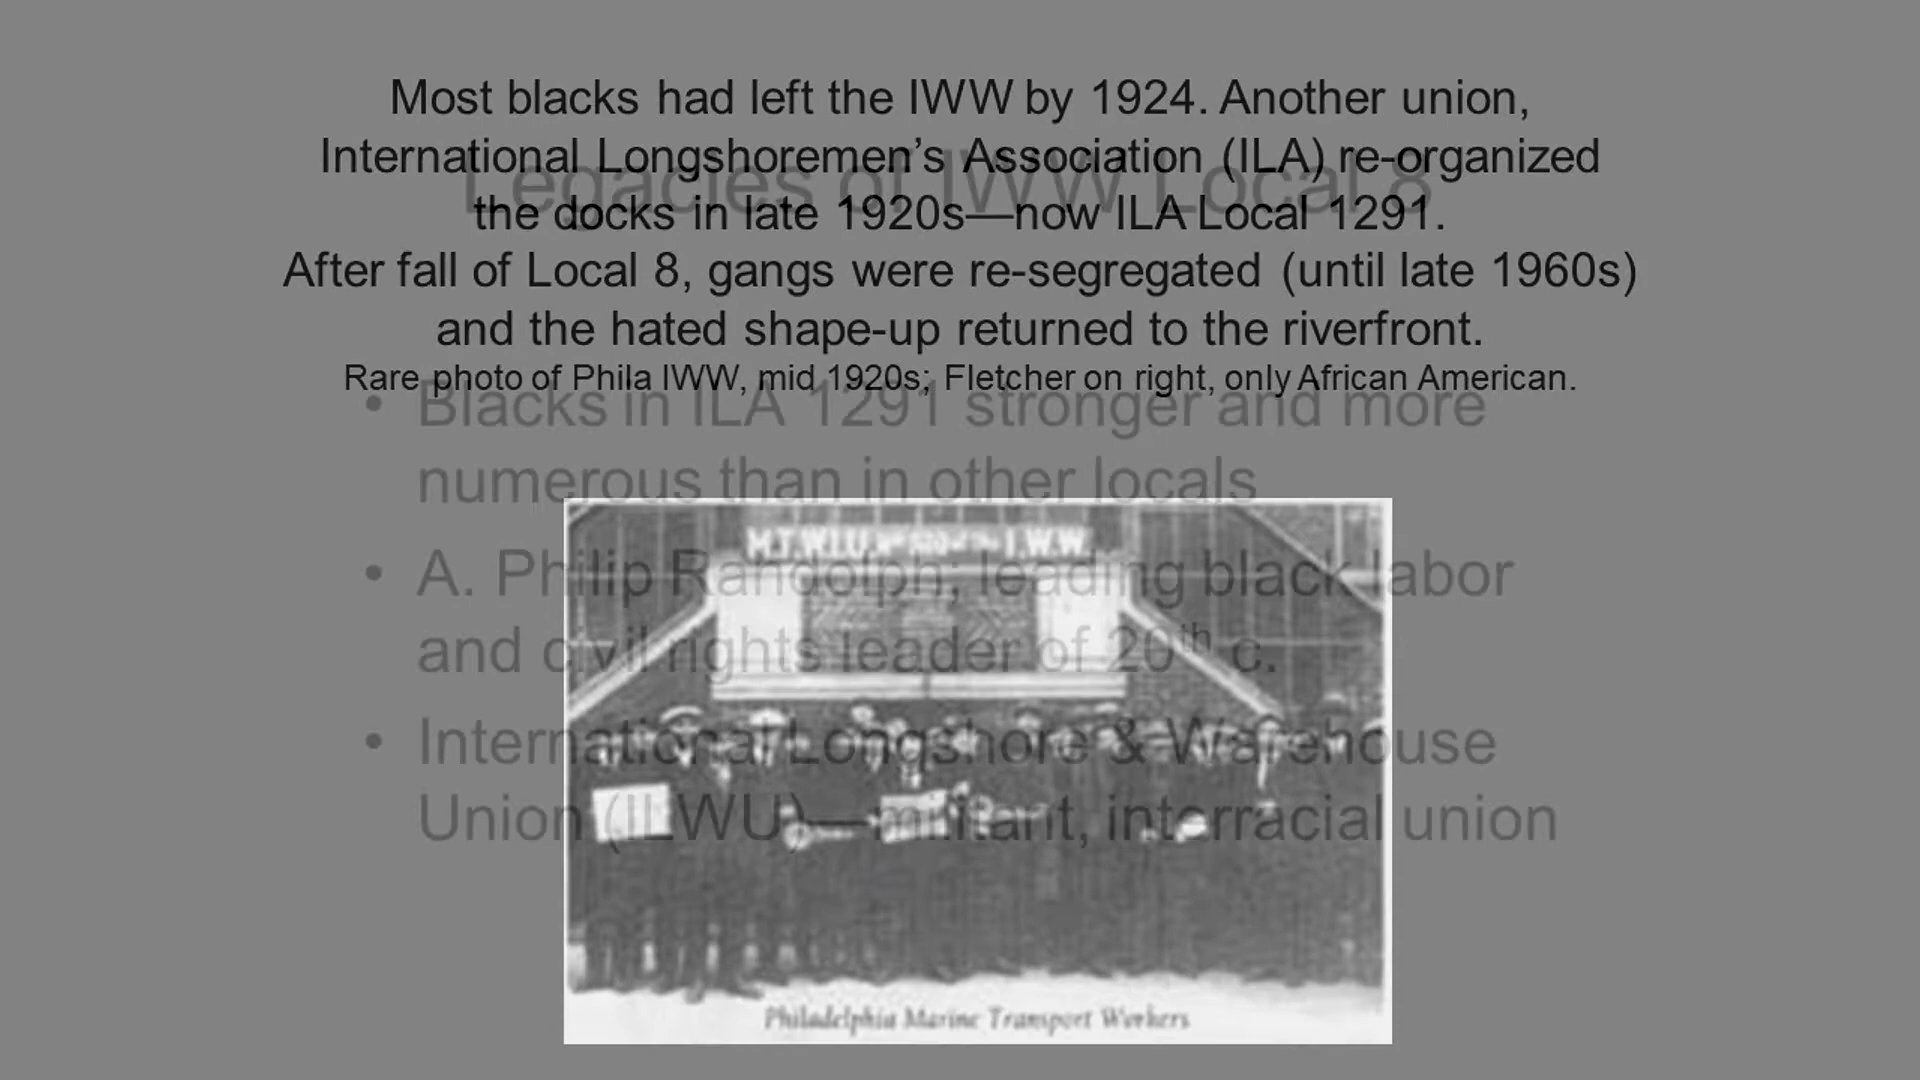 Most blacks had left the IWW by 1924. Another union,
International Longshoremen’s Association (ILA) re-organized
the docks in late 1920s—now ILA Local 1291.
After fall of Local 8, gangs were re-segregated (until late 1960s)
and the hated shape-up returned to the riverfront.
Rare photo of Phila IWW, mid 1920s; Fletcher on right, only African American.
Legacies of IWW Local 8
• Blacks in ILA 1291 stronger and more
numerous than in other locals
• A. Philip Randolph; leading black labor
and civil rights leader of 20th c.
• International Longshore & Warehouse
Union (ILWU)—militant, interracial union
M.T.W.I.U. I.W.W.
Philadelphia Marine Transport Workers